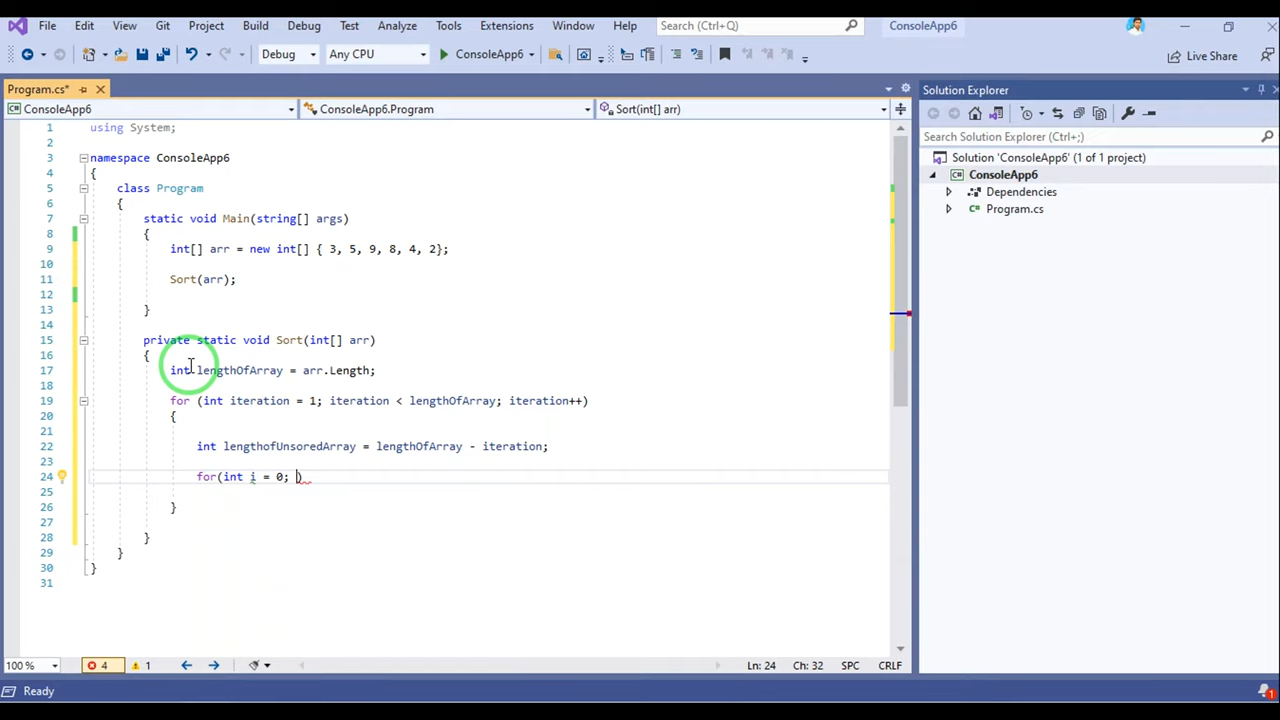 File Edit View Git Project Build Debug Test Analyze Tools Extensions Window Help Search (Ctrl+Q) ConsoleApp6
Debug Any CPU ConsoleApp6 Live Share
Program.cs* Solution Explorer
ConsoleApp6 ConsoleApp6.Program Sort(int[] arr)
Search Solution Explorer (Ctrl+;)
Solution 'ConsoleApp6' (1 of 1 project)
ConsoleApp6
Dependencies
Program.cs
1 using System;
2
3 namespace ConsoleApp6
4 {
5 class Program
6 {
7 static void Main(string[] args)
8 {
9 int[] arr = new int[] { 3, 5, 9, 8, 4, 2};
10
11 Sort(arr);
12
13 }
14
15 private static void Sort(int[] arr)
16 {
17 int lengthOfArray = arr.Length;
18
19 for (int iteration = 1; iteration < lengthOfArray; iteration++)
20 {
21
22 int lengthofUnsoredArray = lengthOfArray - iteration;
23
24 for(int i = 0; )
25
26 }
27
28 }
29 }
30 }
31
100 % 4 1 Ln: 24 Ch: 32 SPC CRLF
Ready 1